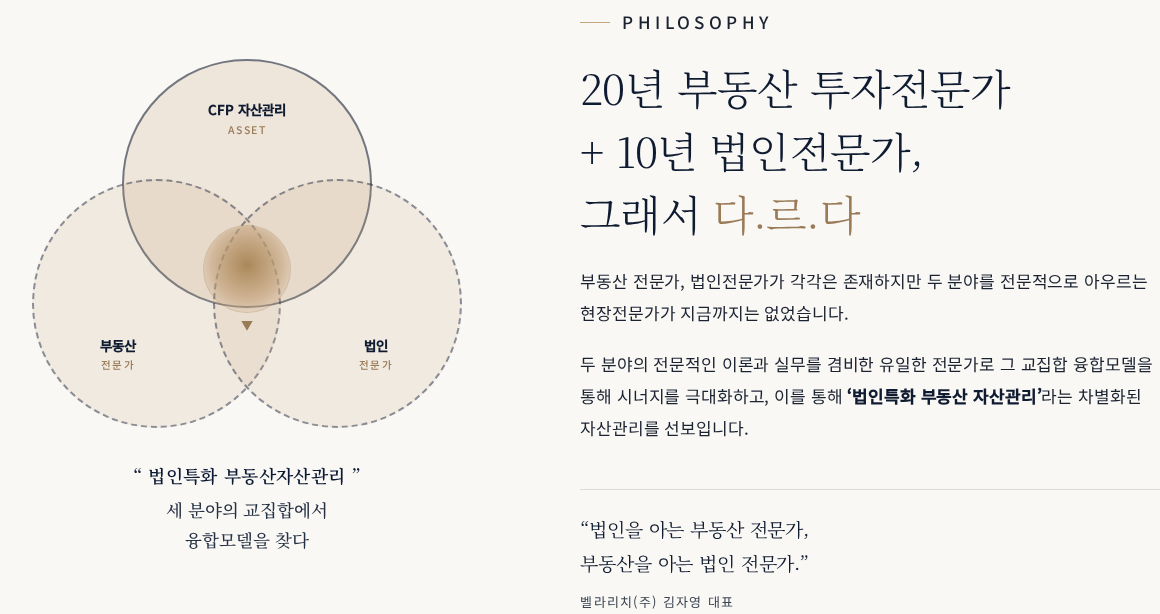 CFP 자산관리
ASSET
부동산
전문가
법인
전문가
“ 법인특화 부동산자산관리 ”
세 분야의 교집합에서
융합모델을 찾다
PHILOSOPHY
20년 부동산 투자전문가
+ 10년 법인전문가,
그래서 다.르.다
부동산 전문가, 법인전문가가 각각은 존재하지만 두 분야를 전문적으로 아우르는
현장전문가가 지금까지는 없었습니다.
두 분야의 전문적인 이론과 실무를 겸비한 유일한 전문가로 그 교집합 융합모델을
통해 시너지를 극대화하고, 이를 통해 ‘법인특화 부동산 자산관리’라는 차별화된
자산관리를 선보입니다.
“법인을 아는 부동산 전문가,
부동산을 아는 법인 전문가.”
벨라리치(주) 김자영 대표